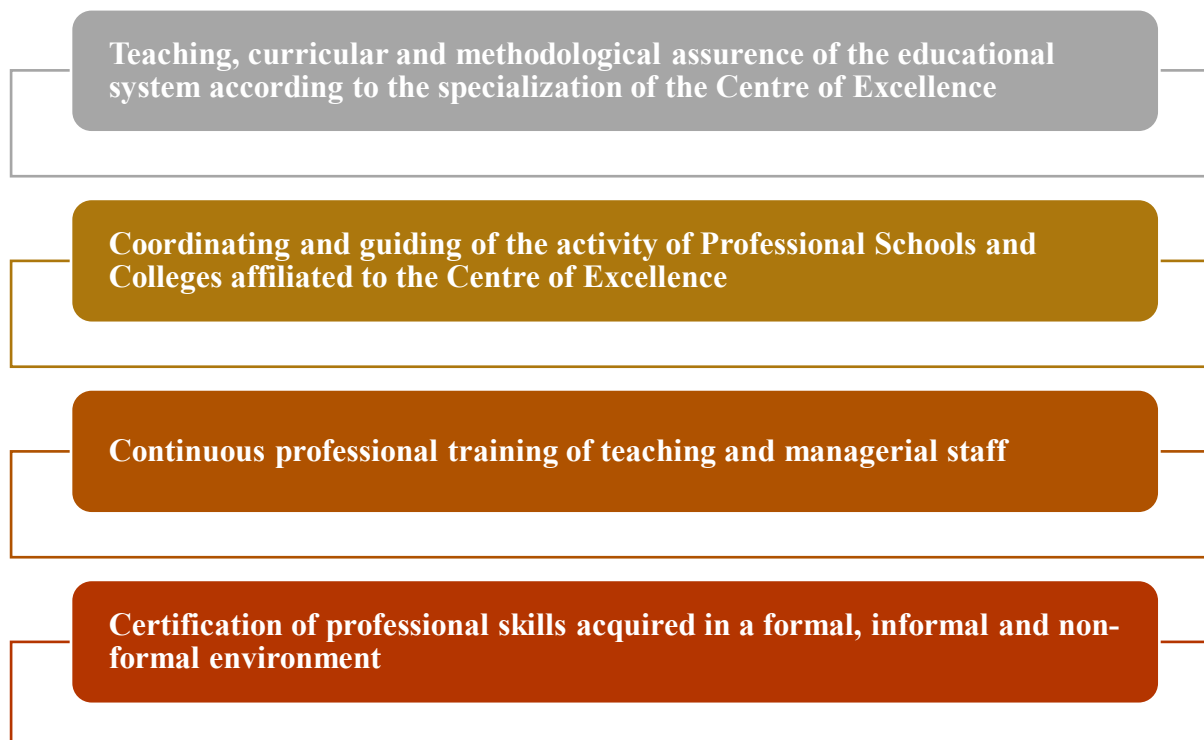 Teaching, curricular and methodological assurence of the educational
system according to the specialization of the Centre of Excellence
Coordinating and guiding of the activity of Professional Schools and
Colleges affiliated to the Centre of Excellence
Continuous professional training of teaching and managerial staff
Certification of professional skills acquired in a formal, informal and non-
formal environment